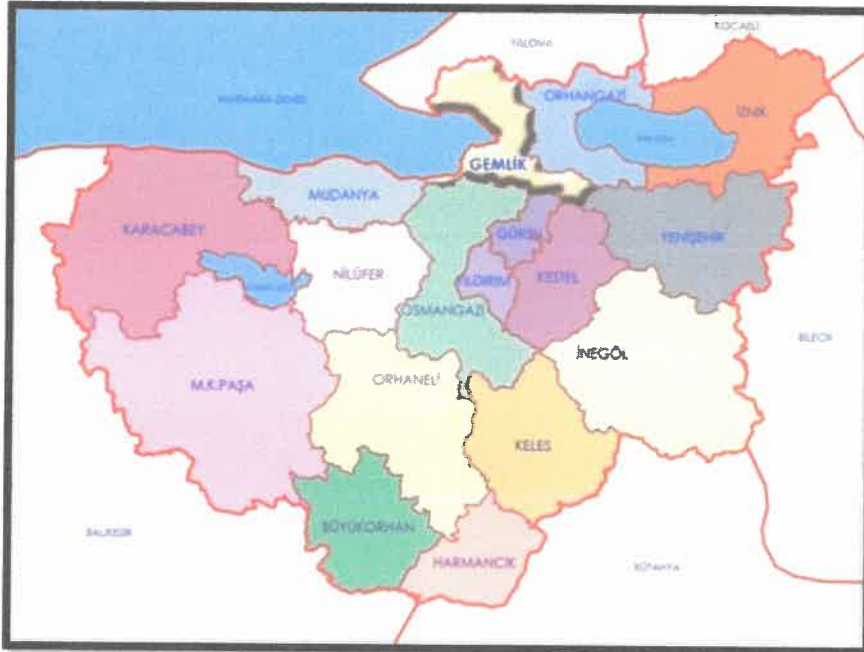 KOCAELİ
YALOVA
MARMARA DENİZİ
ORHANGAZİ
İZNİK
GEMLİK
MUDANYA
KARACABEY
GÜRSU
YENİŞEHİR
NİLÜFER
YILDIRIM
KESTEL
OSMANGAZİ
BİLECİK
İNEGÖL
M.K.PAŞA
ORHANELİ
KELES
BÜYÜKORHAN
BALIKESİR
HARMANCIK
KÜTAHYA